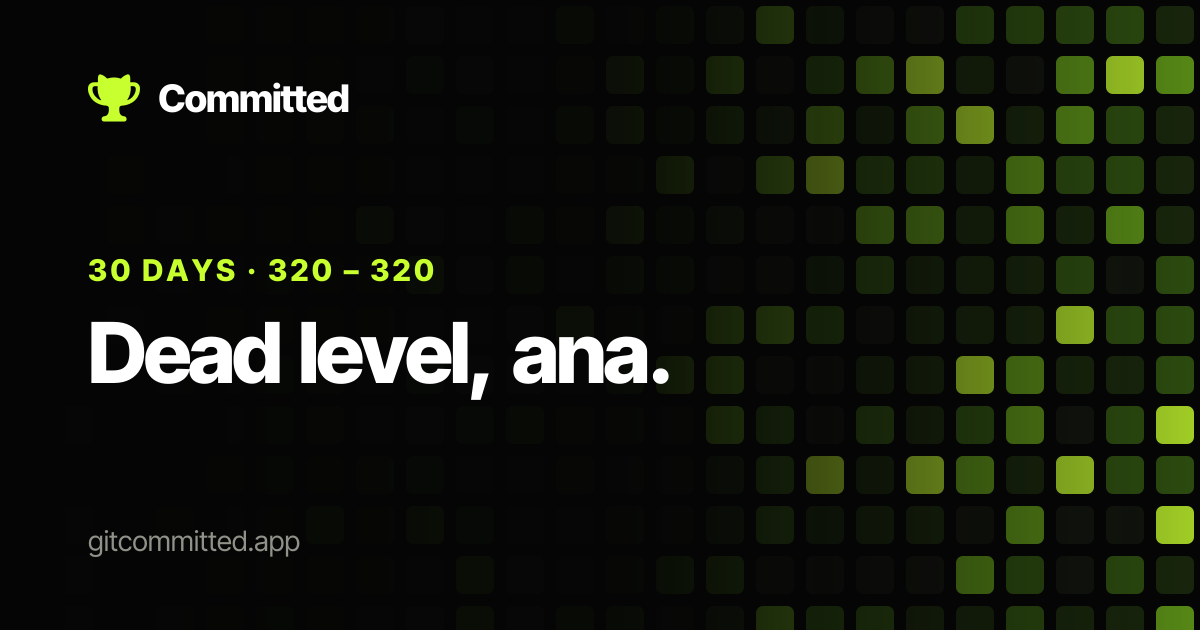 Committed
30 DAYS · 320 – 320
Dead level, ana.
gitcommitted.app